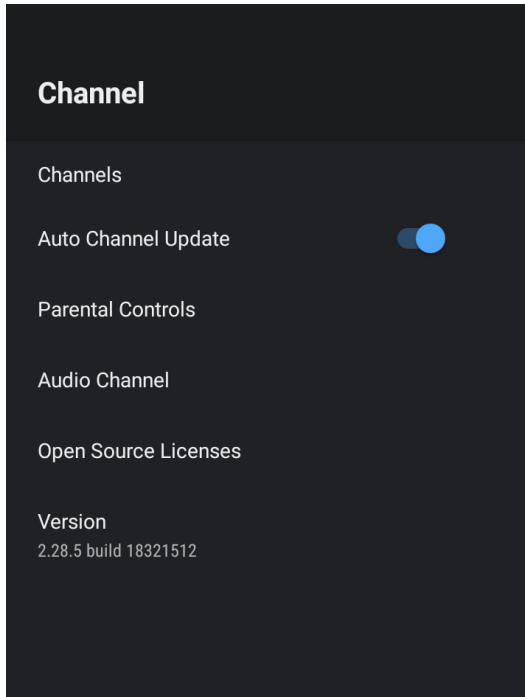 Channel
Channels
Auto Channel Update
Parental Controls
Audio Channel
Open Source Licenses
Version
2.28.5 build 18321512